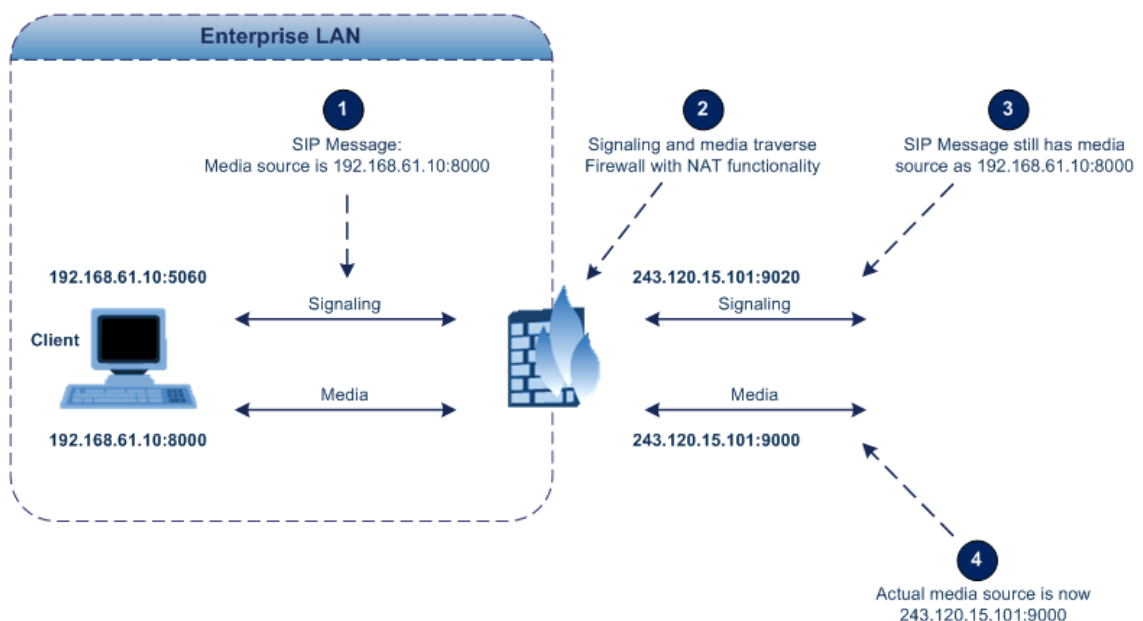 Enterprise LAN
1
SIP Message:
Media source is 192.168.61.10:8000
2
Signaling and media traverse
Firewall with NAT functionality
3
SIP Message still has media
source as 192.168.61.10:8000
192.168.61.10:5060
Client
Signaling
Media
192.168.61.10:8000
243.120.15.101:9020
Signaling
Media
243.120.15.101:9000
4
Actual media source is now
243.120.15.101:9000